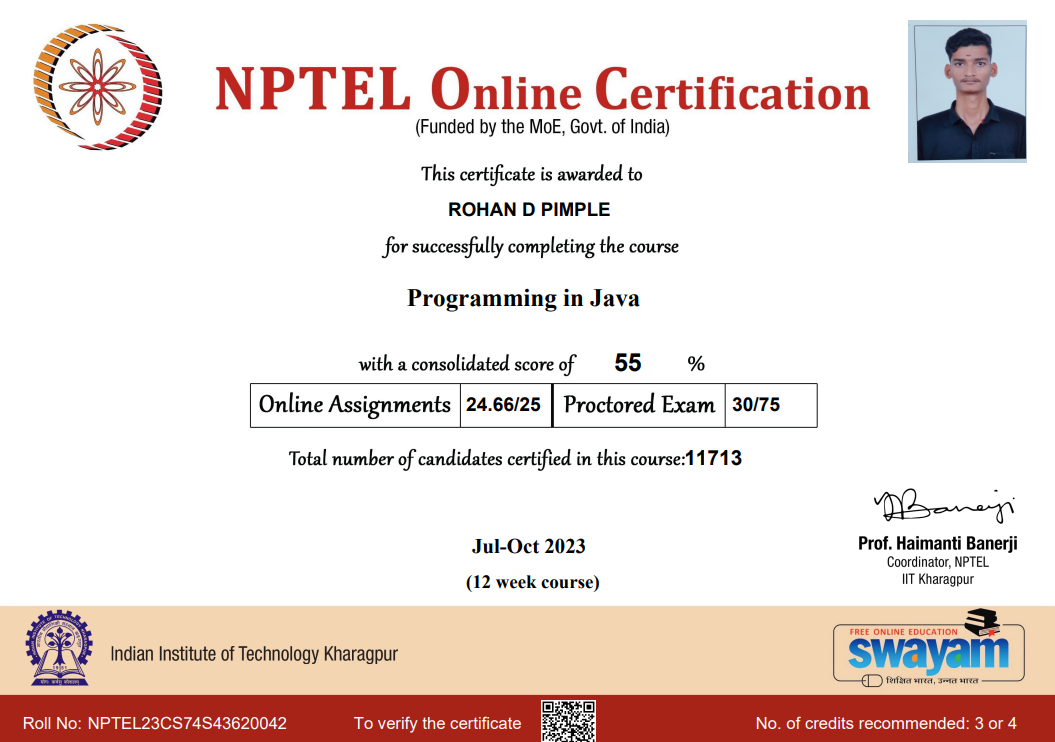 NPTEL Online Certification
(Funded by the MoE, Govt. of India)
This certificate is awarded to
ROHAN D PIMPLE
for successfully completing the course
Programming in Java
with a consolidated score of 55 %
Online Assignments 24.66/25 Proctored Exam 30/75
Total number of candidates certified in this course:11713
Jul-Oct 2023
(12 week course)
Prof. Haimanti Banerji
Coordinator, NPTEL
IIT Kharagpur
Indian Institute of Technology Kharagpur
FREE ONLINE EDUCATION
swayam
शिक्षित भारत, उन्नत भारत
Roll No: NPTEL23CS74S43620042
To verify the certificate
No. of credits recommended: 3 or 4